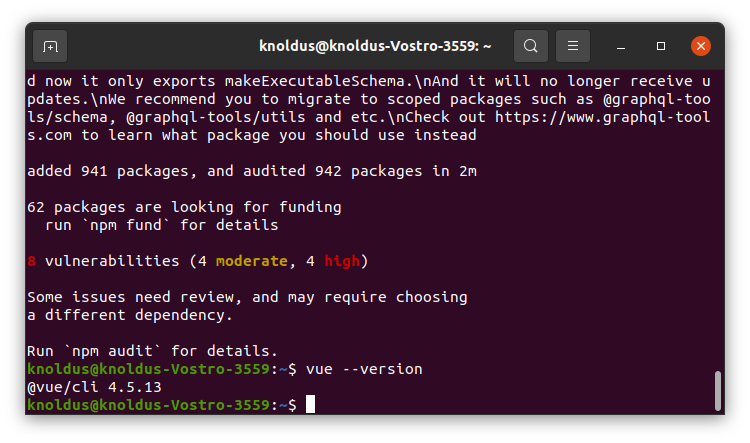 knoldus@knoldus-Vostro-3559: ~
d now it only exports makeExecutableSchema.\nAnd it will no longer receive u
pdates.\nWe recommend you to migrate to scoped packages such as @graphql-too
ls/schema, @graphql-tools/utils and etc.\nCheck out https://www.graphql-tool
s.com to learn what package you should use instead
added 941 packages, and audited 942 packages in 2m
62 packages are looking for funding
  run `npm fund` for details
8 vulnerabilities (4 moderate, 4 high)
Some issues need review, and may require choosing
a different dependency.
Run `npm audit` for details.
knoldus@knoldus-Vostro-3559:~$ vue --version
@vue/cli 4.5.13
knoldus@knoldus-Vostro-3559:~$